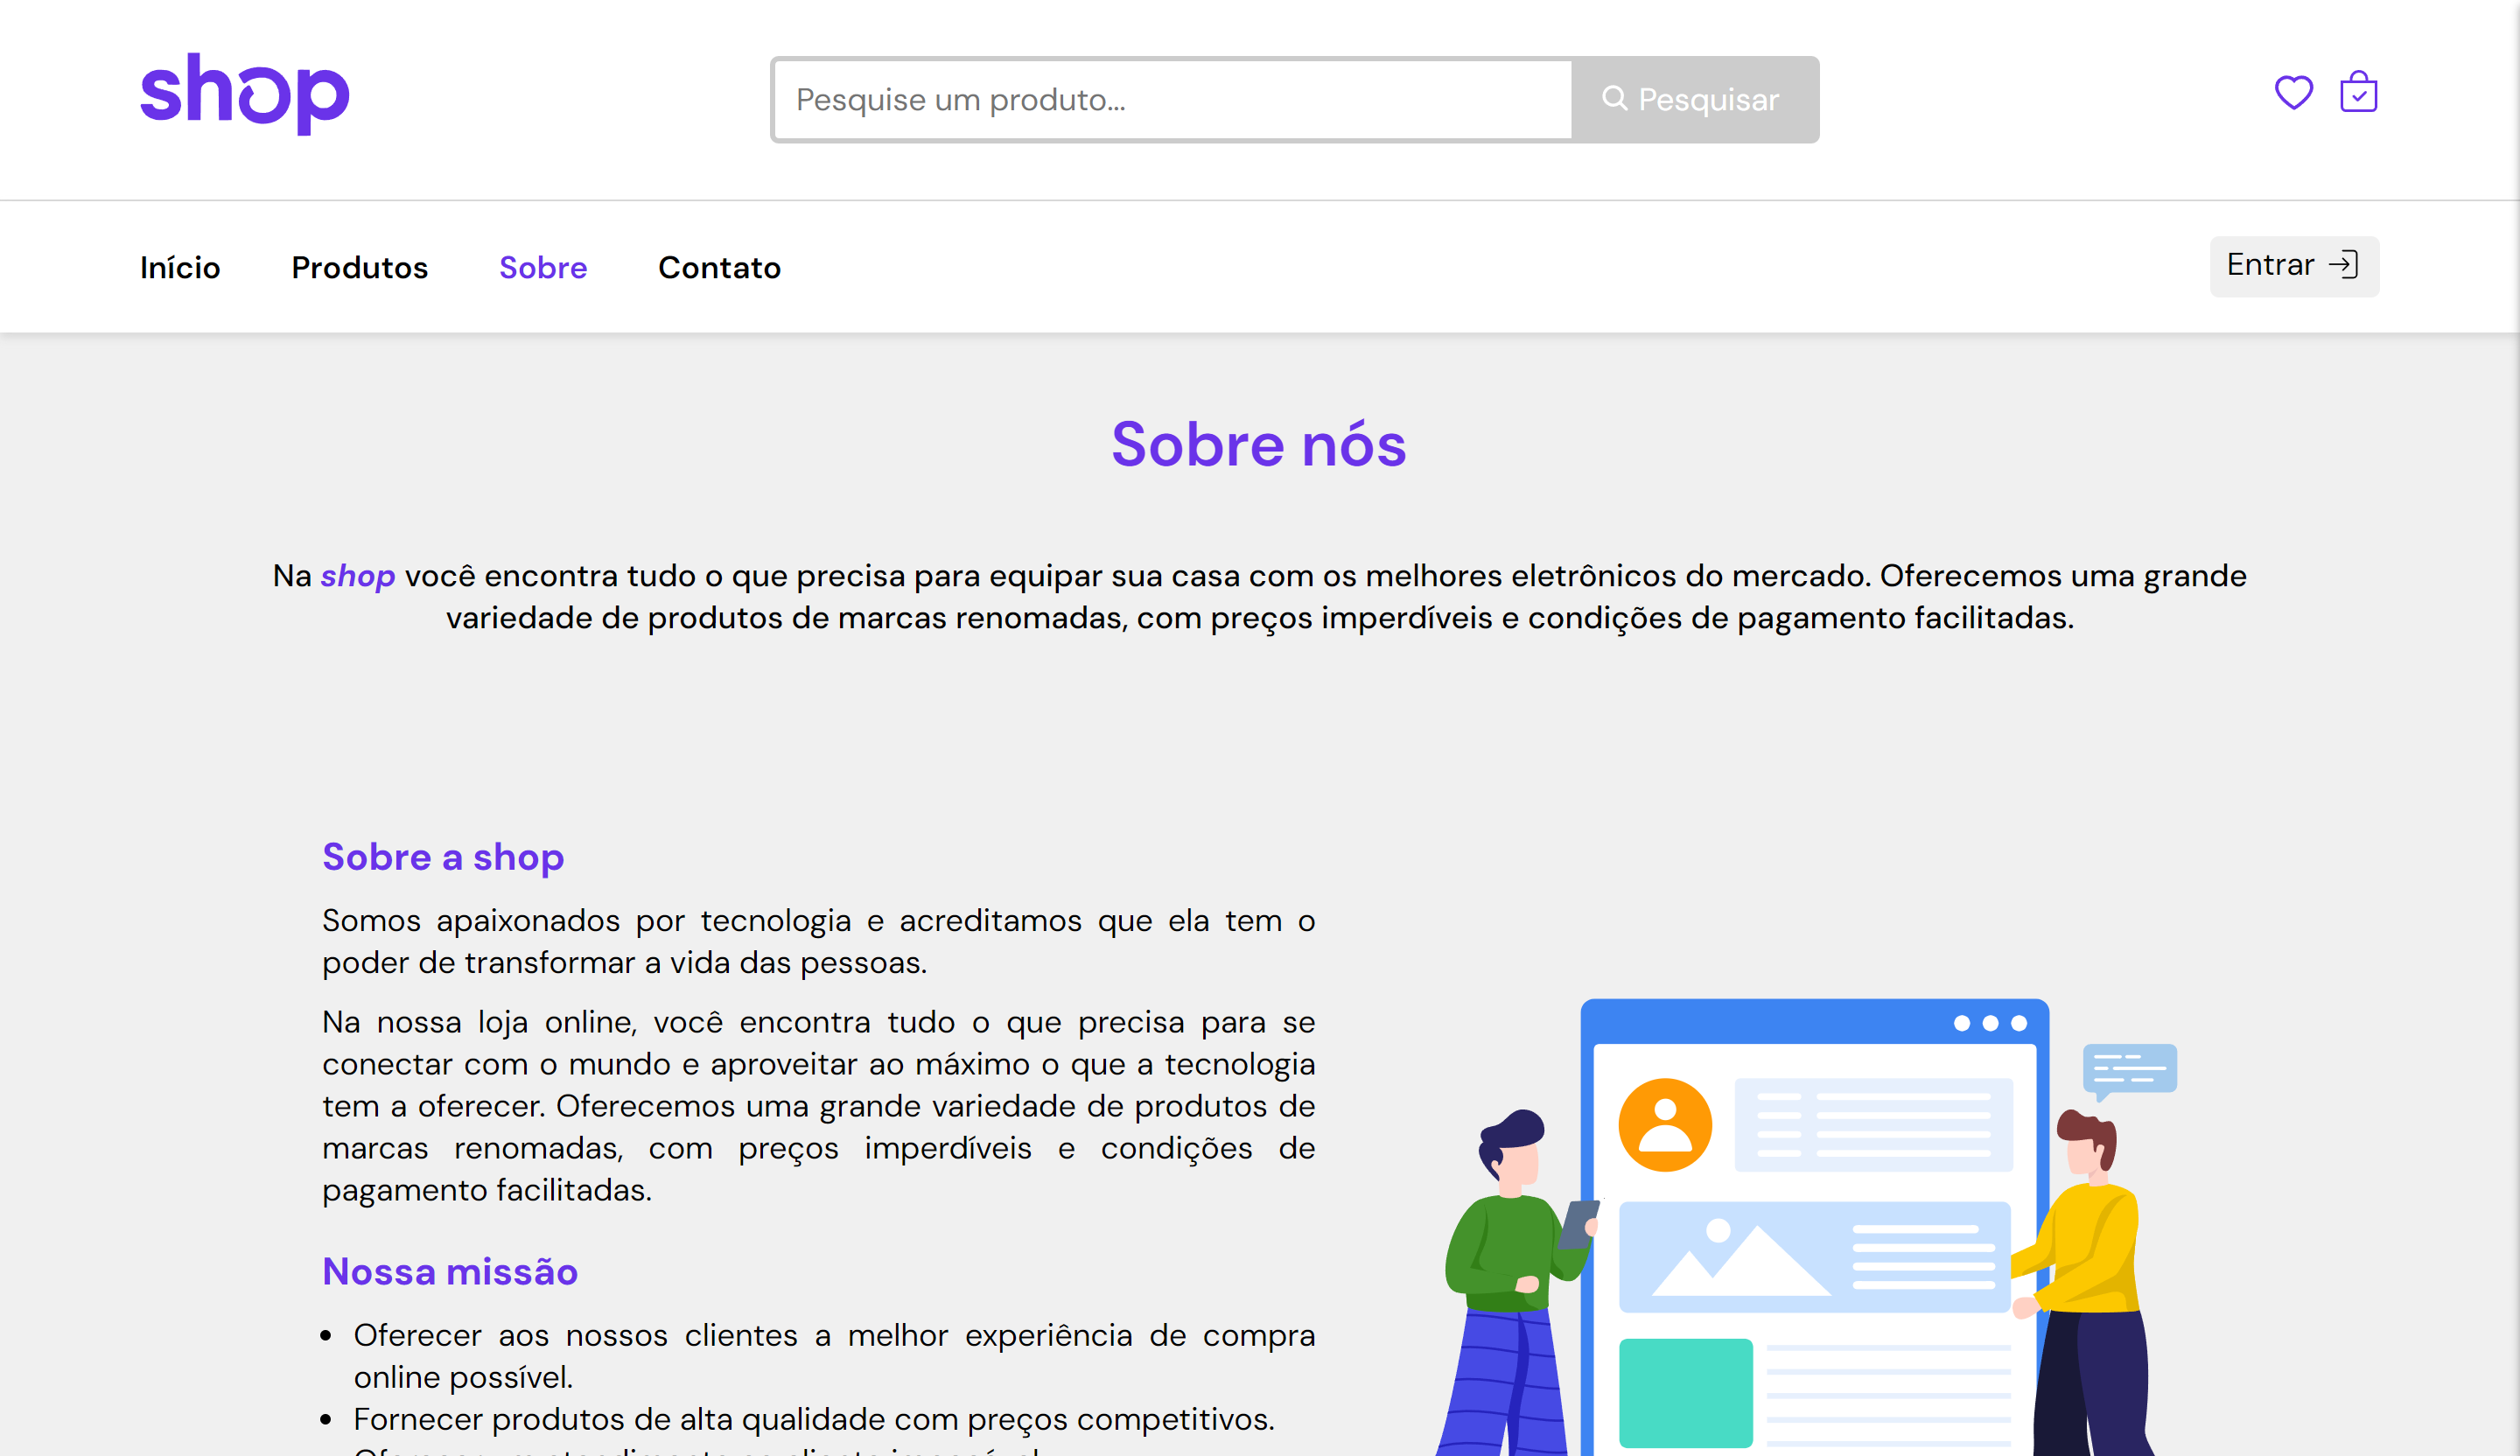 shop
Pesquise um produto...
Pesquisar
Início
Produtos
Sobre
Contato
Entrar
Sobre nós
Na shop você encontra tudo o que precisa para equipar sua casa com os melhores eletrônicos do mercado. Oferecemos uma grande
variedade de produtos de marcas renomadas, com preços imperdíveis e condições de pagamento facilitadas.
Sobre a shop
Somos apaixonados por tecnologia e acreditamos que ela tem o
poder de transformar a vida das pessoas.
Na nossa loja online, você encontra tudo o que precisa para se
conectar com o mundo e aproveitar ao máximo o que a tecnologia
tem a oferecer. Oferecemos uma grande variedade de produtos de
marcas renomadas, com preços imperdíveis e condições de
pagamento facilitadas.
Nossa missão
Oferecer aos nossos clientes a melhor experiência de compra
online possível.
Fornecer produtos de alta qualidade com preços competitivos.